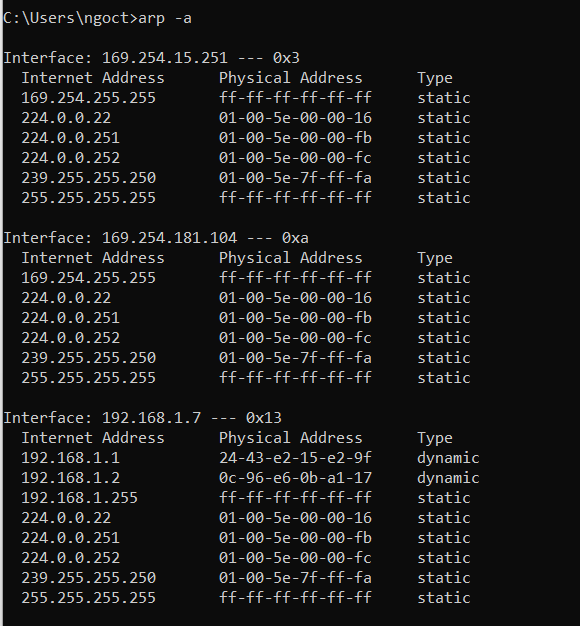 C:\Users\ngoct>arp -a
Interface: 169.254.15.251 --- 0x3
Internet Address Physical Address Type
169.254.255.255 ff-ff-ff-ff-ff-ff static
224.0.0.22 01-00-5e-00-00-16 static
224.0.0.251 01-00-5e-00-00-fb static
224.0.0.252 01-00-5e-00-00-fc static
239.255.255.250 01-00-5e-7f-ff-fa static
255.255.255.255 ff-ff-ff-ff-ff-ff static
Interface: 169.254.181.104 --- 0xa
Internet Address Physical Address Type
169.254.255.255 ff-ff-ff-ff-ff-ff static
224.0.0.22 01-00-5e-00-00-16 static
224.0.0.251 01-00-5e-00-00-fb static
224.0.0.252 01-00-5e-00-00-fc static
239.255.255.250 01-00-5e-7f-ff-fa static
255.255.255.255 ff-ff-ff-ff-ff-ff static
Interface: 192.168.1.7 --- 0x13
Internet Address Physical Address Type
192.168.1.1 24-43-e2-15-e2-9f dynamic
192.168.1.2 0c-96-e6-0b-a1-17 dynamic
192.168.1.255 ff-ff-ff-ff-ff-ff static
224.0.0.22 01-00-5e-00-00-16 static
224.0.0.251 01-00-5e-00-00-fb static
224.0.0.252 01-00-5e-00-00-fc static
239.255.255.250 01-00-5e-7f-ff-fa static
255.255.255.255 ff-ff-ff-ff-ff-ff static